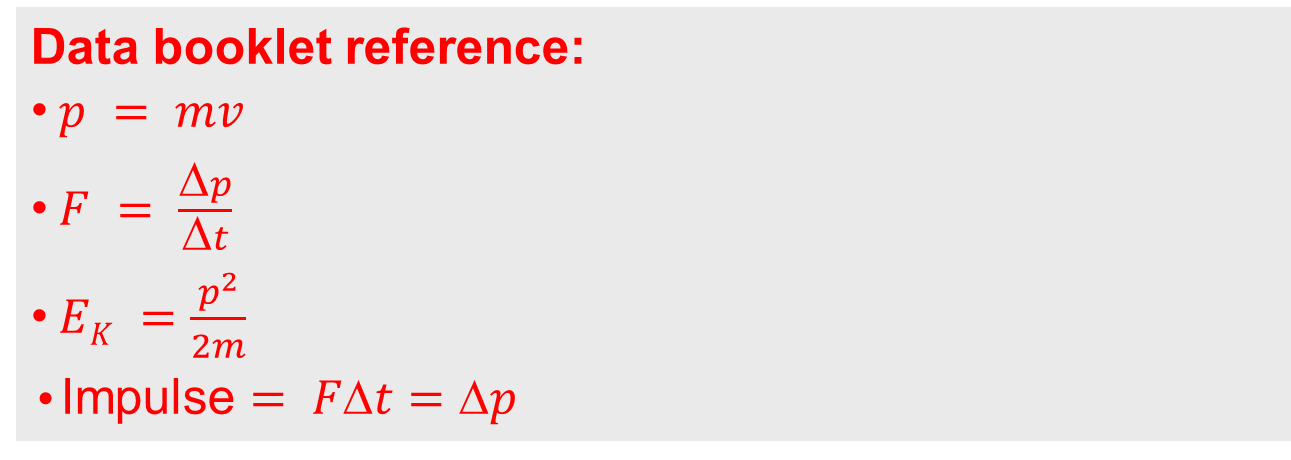 Data booklet reference:
• p = mv
• F = Δp/Δt
• E_K = p²/2m
• Impulse = FΔt = Δp